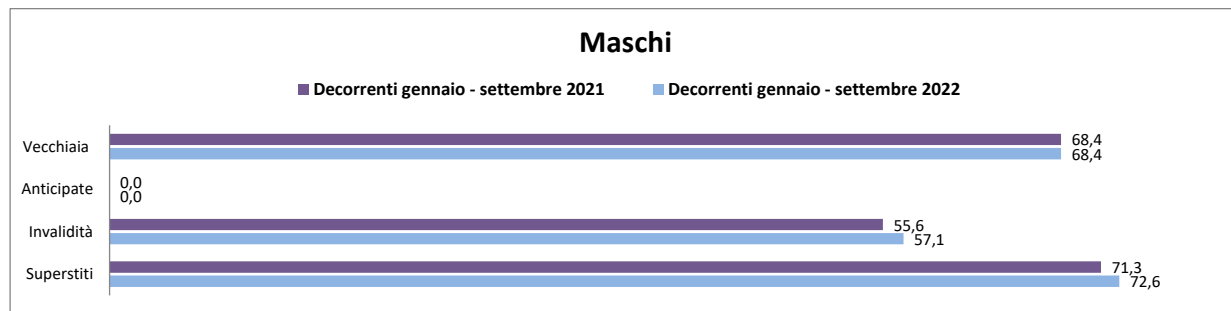 Maschi
Decorrenti gennaio - settembre 2021 Decorrenti gennaio - settembre 2022
Vecchiaia 68,4
68,4
Anticipate 0,0
0,0
Invalidità 55,6
57,1
Superstiti 71,3
72,6